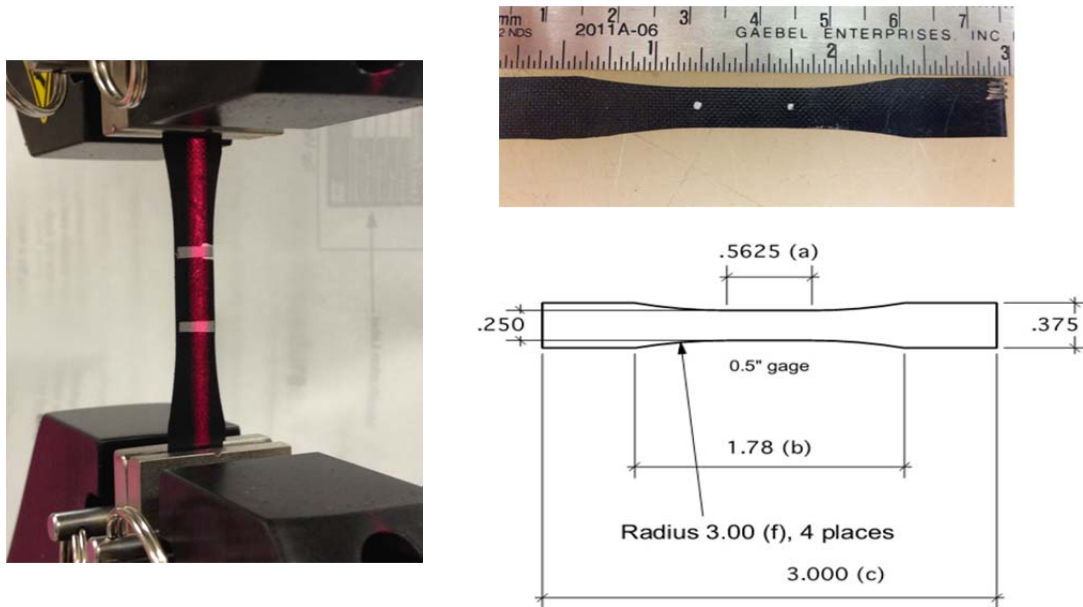 mm 1 2 3 4 5 6 7
2 NDS 2011A-06 GAEBEL ENTERPRISES, INC.
1 2 3
.5625 (a)
.250
.375
0.5" gage
1.78 (b)
Radius 3.00 (f), 4 places
3.000 (c)